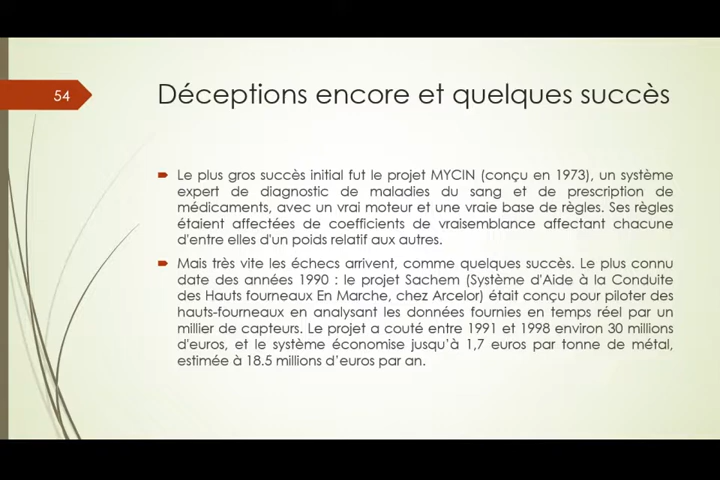 54
Déceptions encore et quelques succès
Le plus gros succès initial fut le projet MYCIN (conçu en 1973), un système
expert de diagnostic de maladies du sang et de prescription de
médicaments, avec un vrai moteur et une vraie base de règles. Ses règles
étaient affectées de coefficients de vraisemblance affectant chacune
d'entre elles d'un poids relatif aux autres.
Mais très vite les échecs arrivent, comme quelques succès. Le plus connu
date des années 1990 : le projet Sachem (Système d'Aide à la Conduite
des Hauts fourneaux En Marche, chez Arcelor) était conçu pour piloter des
hauts-fourneaux en analysant les données fournies en temps réel par un
millier de capteurs. Le projet a couté entre 1991 et 1998 environ 30 millions
d'euros, et le système économise jusqu'à 1,7 euros par tonne de métal,
estimée à 18.5 millions d'euros par an.